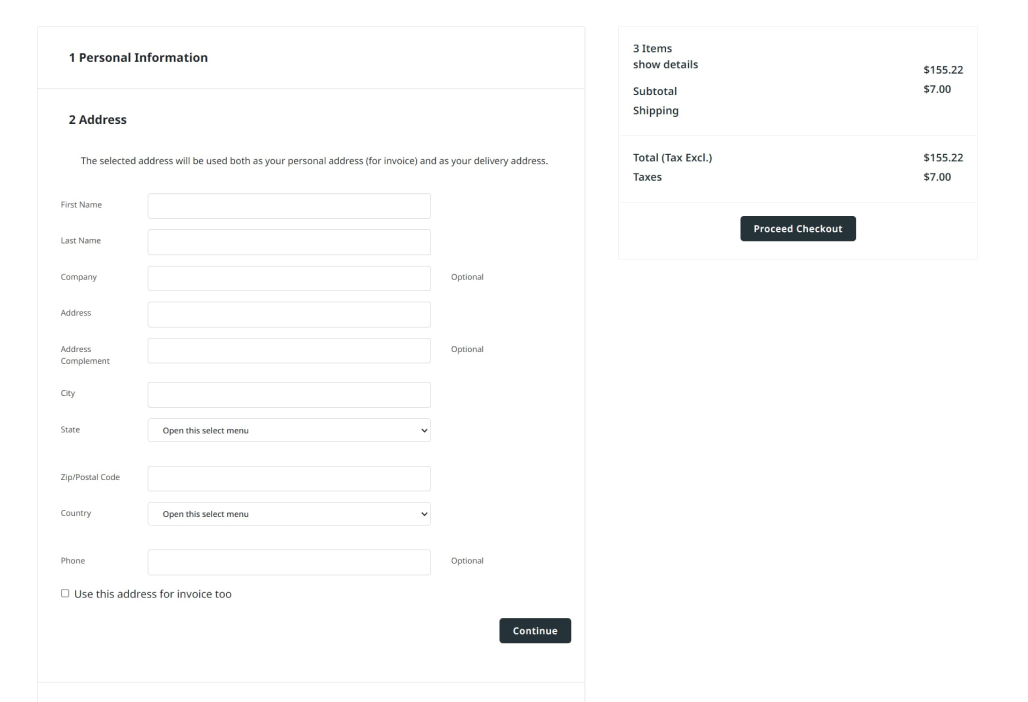 1 Personal Information
2 Address
The selected address will be used both as your personal address (for invoice) and as your delivery address.
First Name
Last Name
Company
Optional
Address
Address
Complement
Optional
City
State
Open this select menu
Zip/Postal Code
Country
Open this select menu
Phone
Optional
Use this address for invoice too
Continue
3 Items
show details
$155.22
Subtotal
$7.00
Shipping
Total (Tax Excl.)
$155.22
Taxes
$7.00
Proceed Checkout